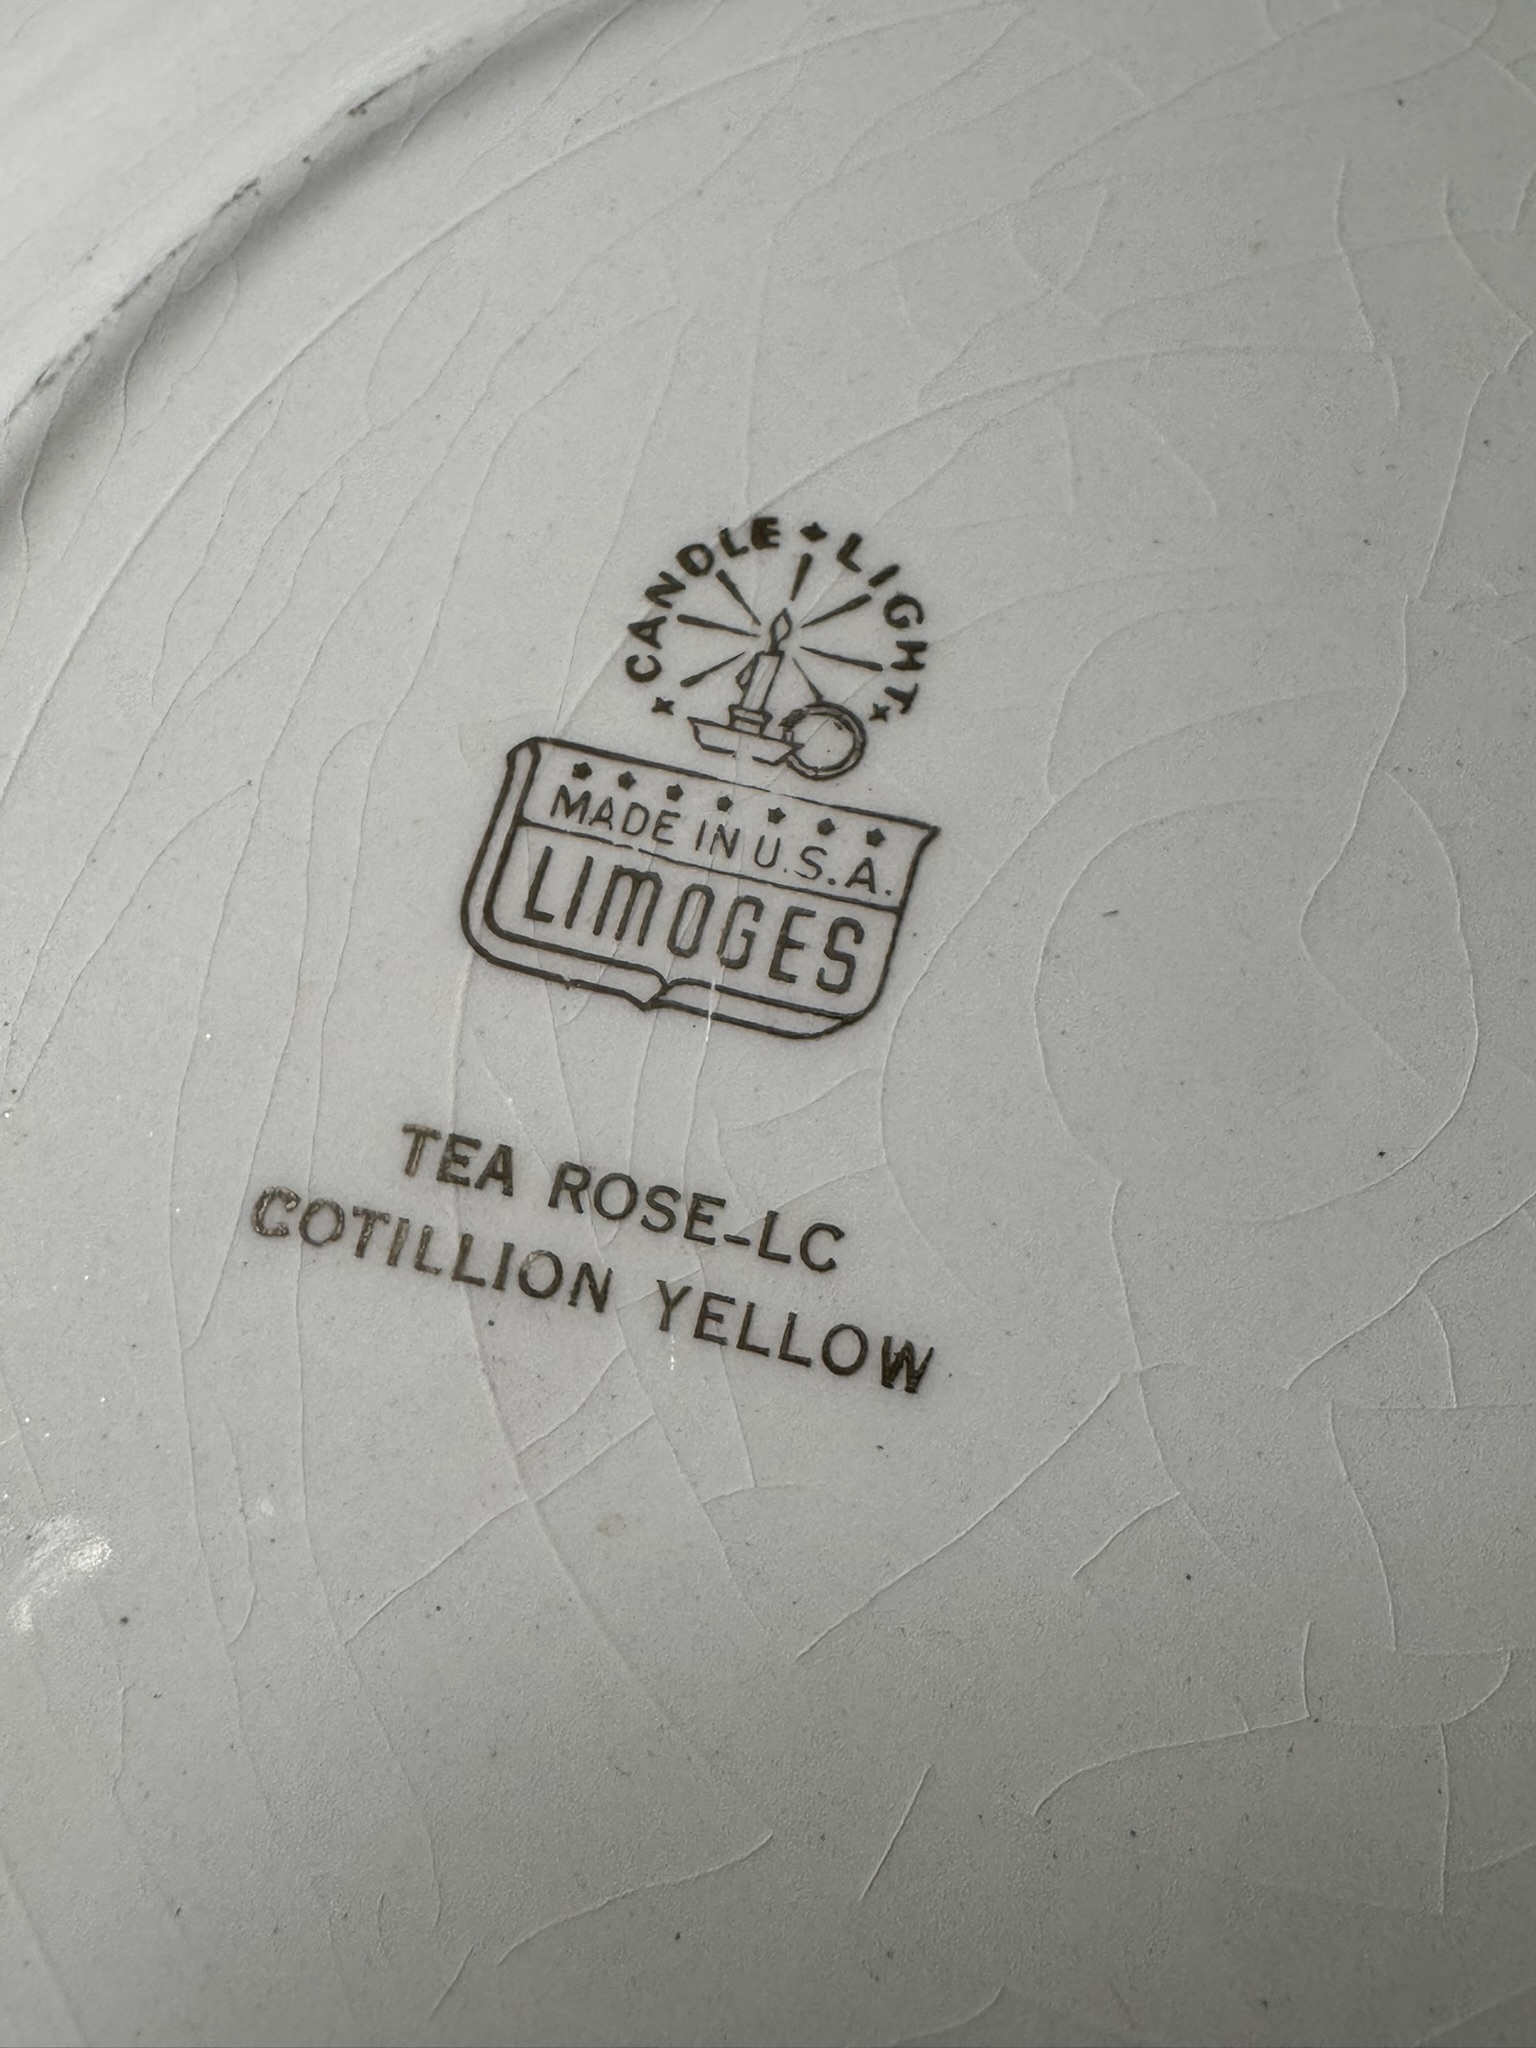 CANDLE LIGHT
MADE IN U.S.A.
LIMOGES
TEA ROSE-LC
COTILLION YELLOW